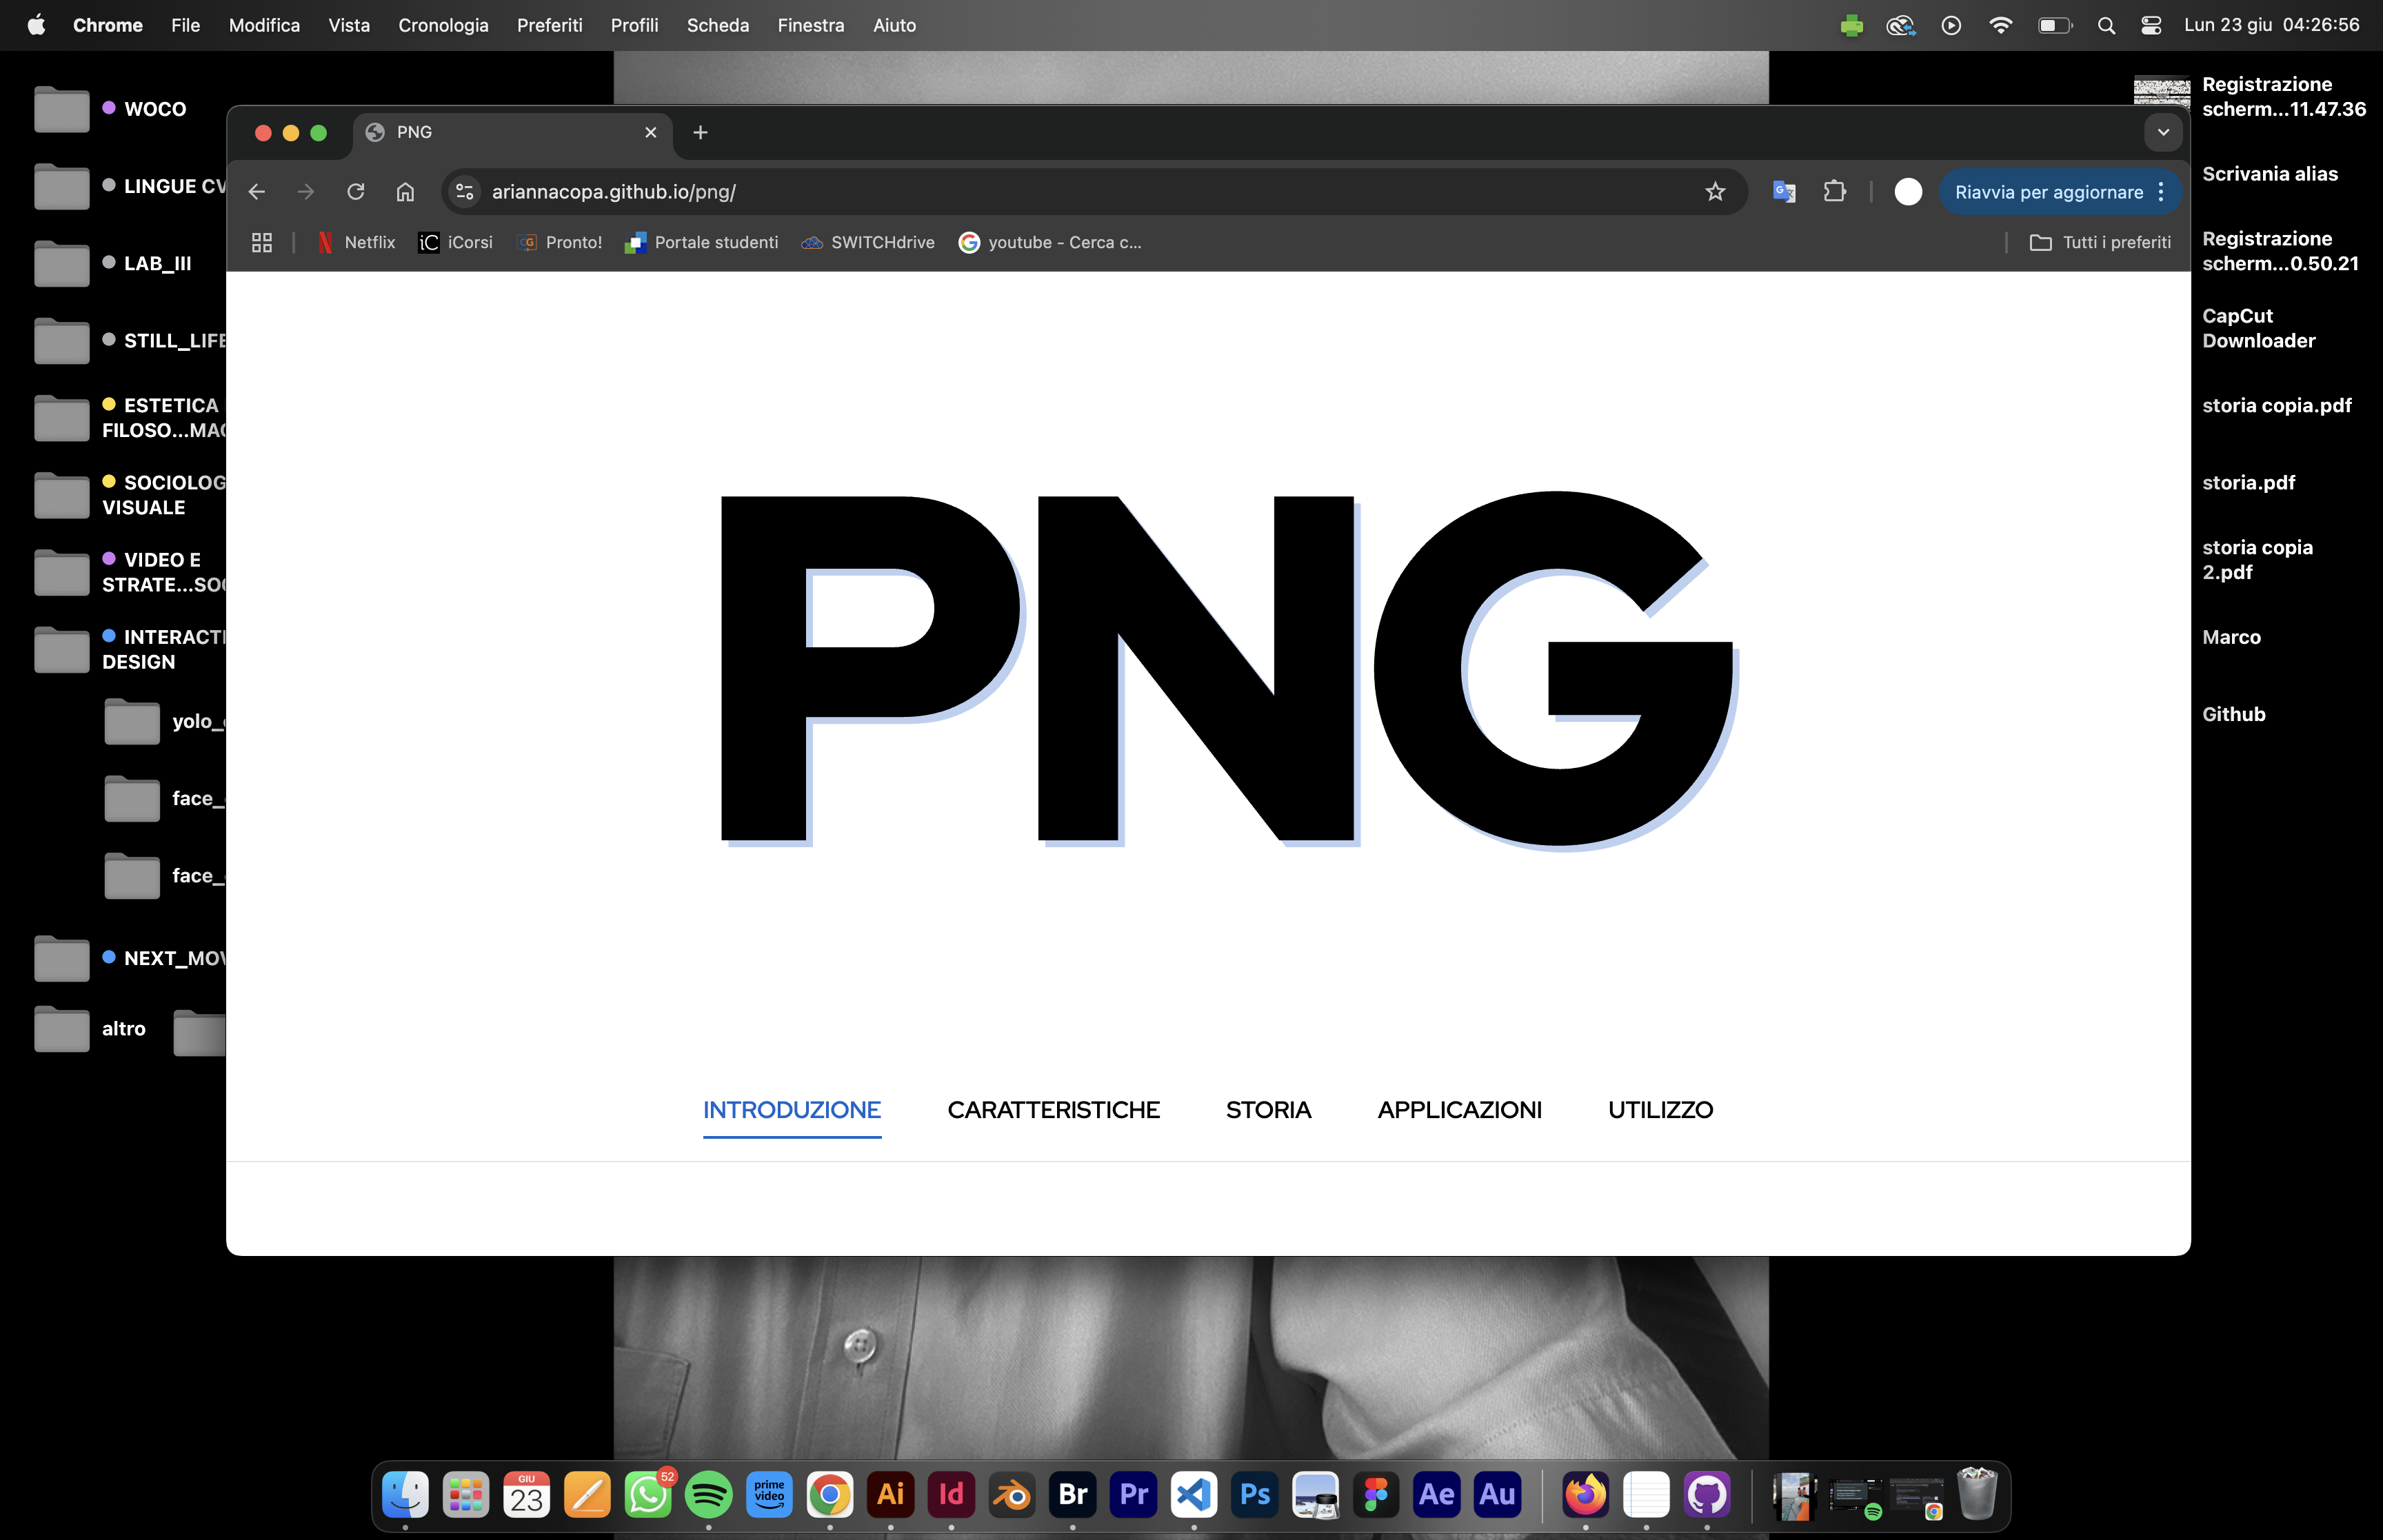 Chrome File Modifica Vista Cronologia Preferiti Profili Scheda Finestra Aiuto
Lun 23 giu 04:26:56
WOCO
LINGUE CV
LAB_III
STILL_LIFE
ESTETICA
FILOSO...MAC
SOCIOLOG
VISUALE
VIDEO E
STRATE...SOC
INTERACTI
DESIGN
yolo_
face_
face_
NEXT_MOV
altro
PNG
ariannacopa.github.io/png/
Riavvia per aggiornare
Netflix iCorsi Pronto! Portale studenti SWITCHdrive youtube - Cerca c...
Tutti i preferiti
PNG
INTRODUZIONE CARATTERISTICHE STORIA APPLICAZIONI UTILIZZO
Registrazione
scherm...11.47.36
Scrivania alias
Registrazione
scherm...0.50.21
CapCut
Downloader
storia copia.pdf
storia.pdf
storia copia
2.pdf
Marco
Github
GIU
23
52
prime
video
Ai Id Br Pr Ps Ae Au